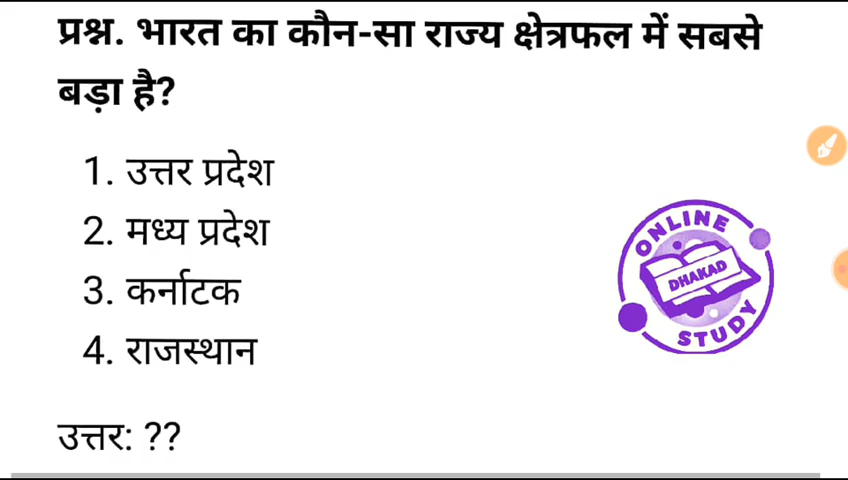 प्रश्न. भारत का कौन-सा राज्य क्षेत्रफल में सबसे
बड़ा है?
1. उत्तर प्रदेश
2. मध्य प्रदेश
3. कर्नाटक
4. राजस्थान
उत्तर: ??
ONLINE
DHAKAD
STUDY